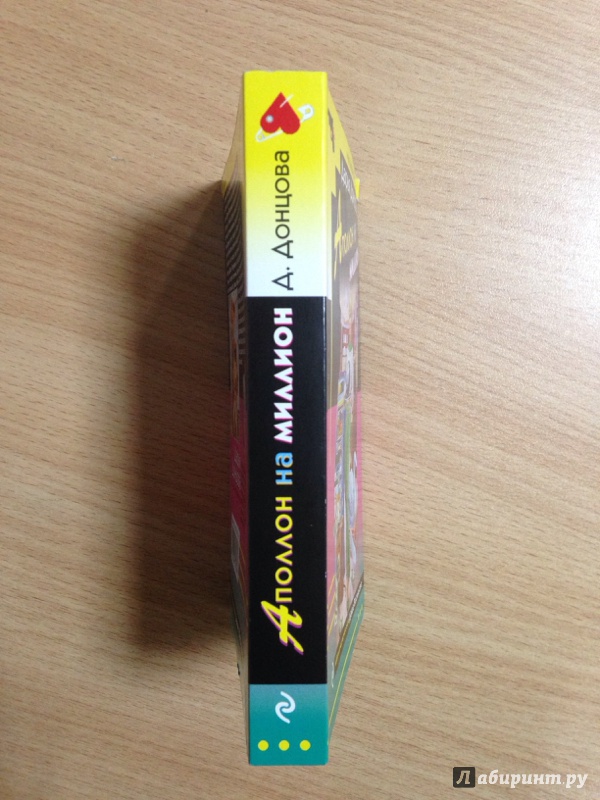 Д. Донцова
Аполлон на миллион
Лабиринт.ру